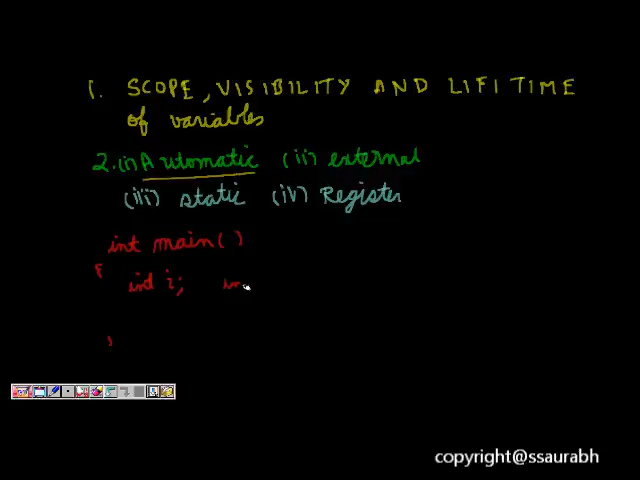 1. SCOPE, VISIBILITY AND LIFITIME
of variables
2. (i) Automatic (ii) external
(iii) static (iv) Register
int main( )
{
int i; in
}
copyright@ssaurabh